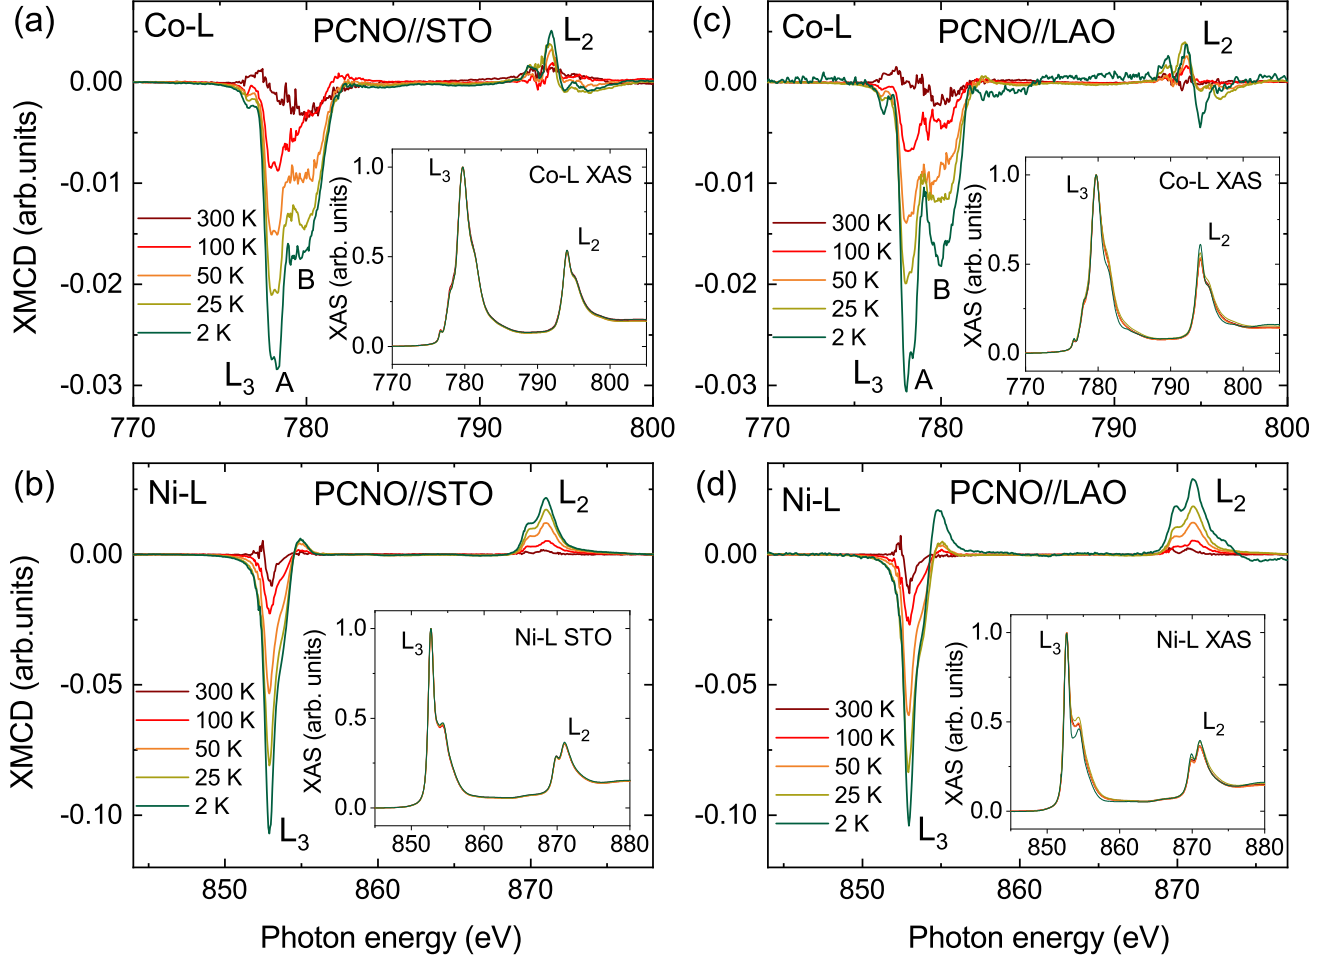 (a) Co-L PCNO//STO L2
0.00
-0.01
-0.02
-0.03
XMCD (arb.units)
300 K
100 K
50 K
25 K
2 K
L3 A
B
770 780 790 800
L3 Co-L XAS
L2
1.0
0.5
0.0
XAS (arb. units)
770 780 790 800
(c) Co-L PCNO//LAO L2
0.00
-0.01
-0.02
-0.03
300 K
100 K
50 K
25 K
2 K
L3 A
B
770 780 790 800
L3 Co-L XAS
L2
1.0
0.5
0.0
XAS (arb. units)
770 780 790 800
(b) Ni-L PCNO//STO L2
0.00
-0.05
-0.10
XMCD (arb.units)
300 K
100 K
50 K
25 K
2 K
L3
850 860 870
Photon energy (eV)
L3 Ni-L STO
L2
1.0
0.5
0.0
XAS (arb. units)
850 860 870 880
(d) Ni-L PCNO//LAO L2
0.00
-0.05
-0.10
300 K
100 K
50 K
25 K
2 K
L3
850 860 870
Photon energy (eV)
L3 Ni-L XAS
L2
1.0
0.5
0.0
XAS (arb. units)
850 860 870 880